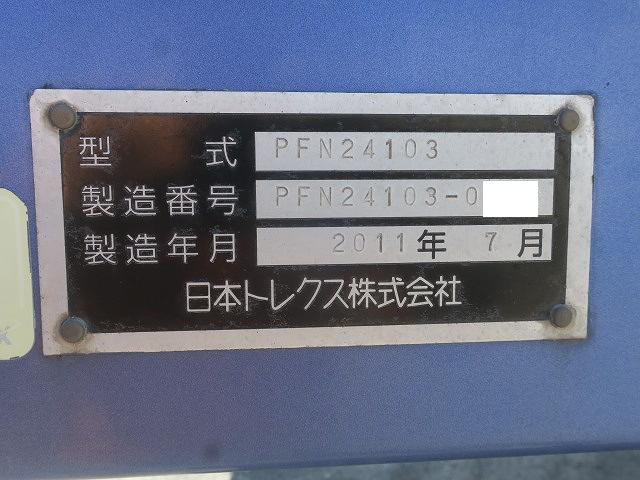 型式 PFN24103
製造番号 PFN24103-0
製造年月 2011年 7月
日本トレクス株式会社